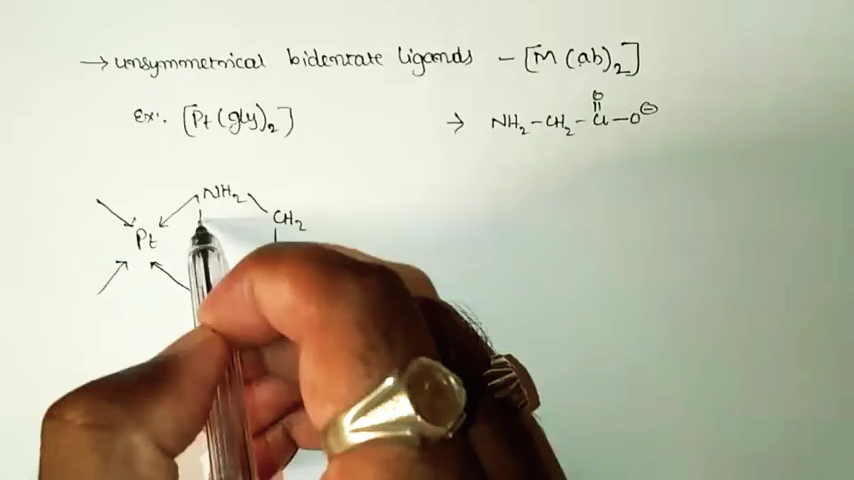 → unsymmetrical bidentate ligands - [M(ab)₂]
Ex:. [Pt(gly)₂] → NH₂-CH₂-C-O⊖
O
NH₂
CH₂
Pt